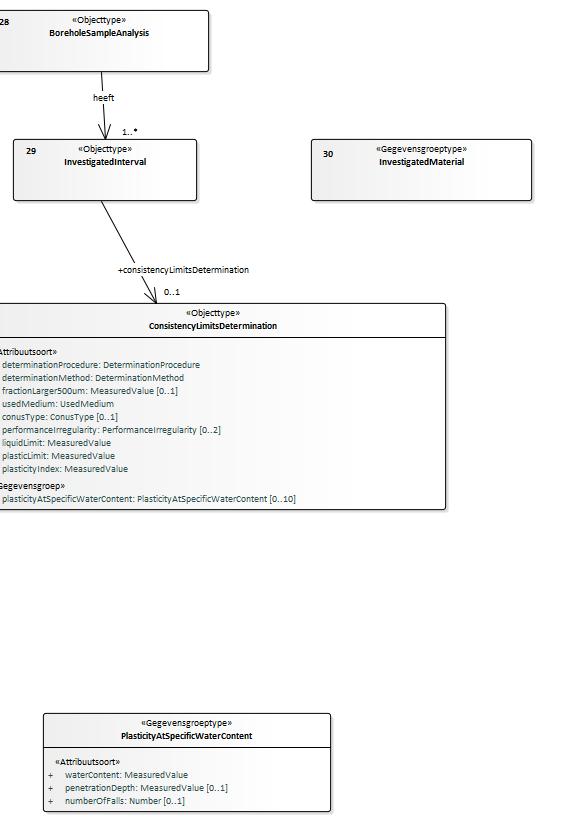 28
«Objecttype»
BoreholeSampleAnalysis
heeft
1..*
29
«Objecttype»
InvestigatedInterval
30
«Gegevensgroeptype»
InvestigatedMaterial
+consistencyLimitsDetermination
0..1
«Objecttype»
ConsistencyLimitsDetermination
Attribuutsoort»
determinationProcedure: DeterminationProcedure
determinationMethod: DeterminationMethod
fractionLarger500um: MeasuredValue [0..1]
usedMedium: UsedMedium
conusType: ConusType [0..1]
performanceIrregularity: PerformanceIrregularity [0..2]
liquidLimit: MeasuredValue
plasticLimit: MeasuredValue
plasticityIndex: MeasuredValue
Gegevensgroep»
plasticityAtSpecificWaterContent: PlasticityAtSpecificWaterContent [0..10]
«Gegevensgroeptype»
PlasticityAtSpecificWaterContent
«Attribuutsoort»
+ waterContent: MeasuredValue
+ penetrationDepth: MeasuredValue [0..1]
+ numberOfFalls: Number [0..1]